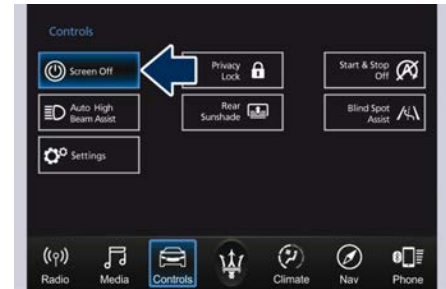 Controls
Screen Off
Privacy
Lock
Start & Stop
Off
Auto High
Beam Assist
Rear
Sunshade
Blind Spot
Assist
Settings
Radio
Media
Controls
Climate
Nav
Phone